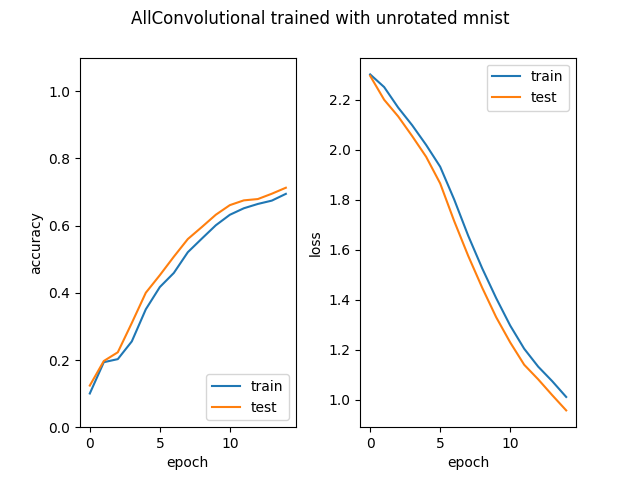 AllConvolutional trained with unrotated mnist
accuracy
1.0
0.8
0.6
0.4
0.2
0.0
0
5
10
epoch
train
test
loss
2.2
2.0
1.8
1.6
1.4
1.2
1.0
0
5
10
epoch
train
test